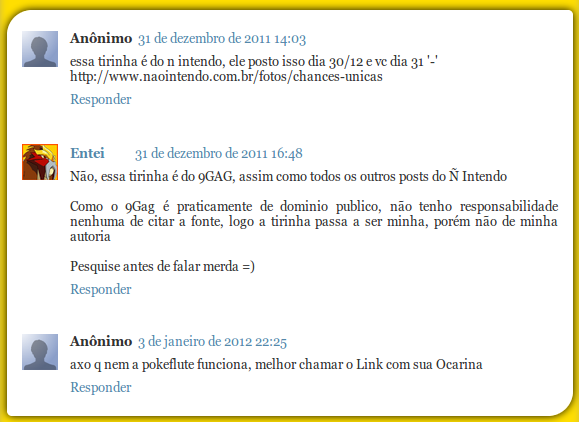 Anônimo 31 de dezembro de 2011 14:03
essa tirinha é do n intendo, ele posto isso dia 30/12 e vc dia 31 '-'
http://www.naointendo.com.br/fotos/chances-unicas
Responder
Entei 31 de dezembro de 2011 16:48
Não, essa tirinha é do 9GAG, assim como todos os outros posts do Ñ Intendo
Como o 9Gag é praticamente de dominio publico, não tenho responsabilidade
nenhuma de citar a fonte, logo a tirinha passa a ser minha, porém não de minha
autoria
Pesquise antes de falar merda =)
Responder
Anônimo 3 de janeiro de 2012 22:25
axo q nem a pokeflute funciona, melhor chamar o Link com sua Ocarina
Responder